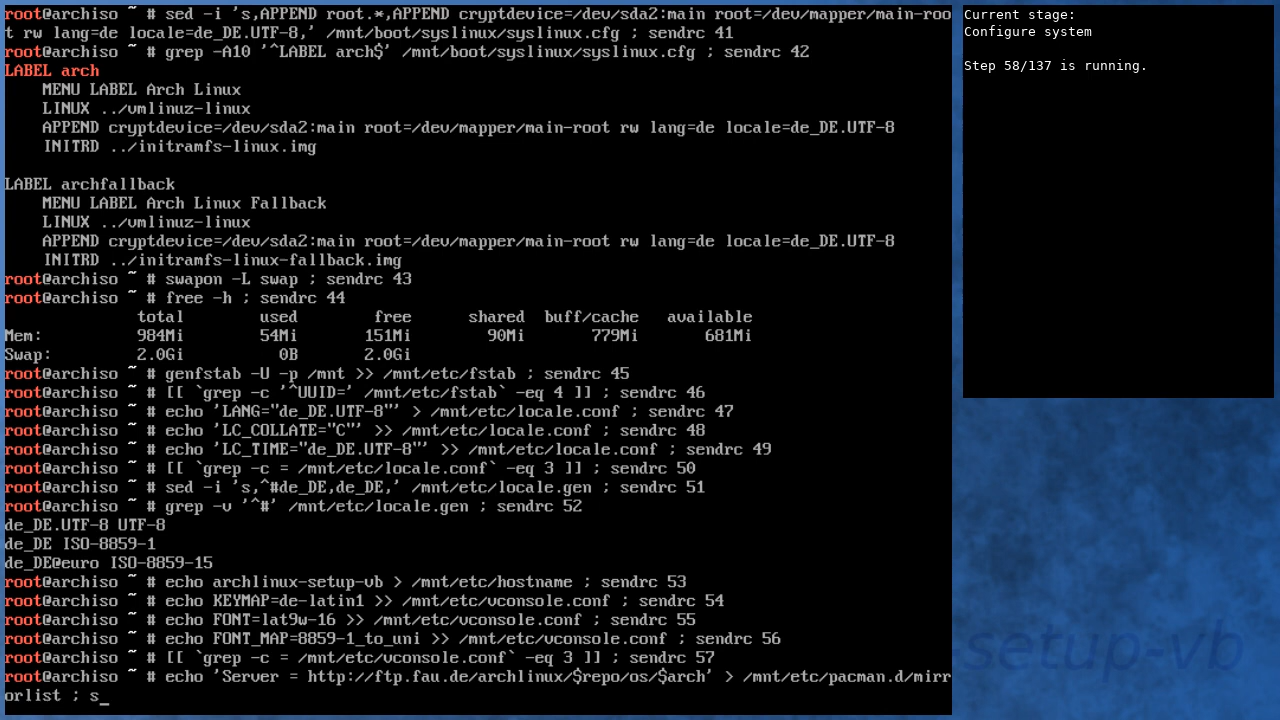 root@archiso ~ # sed -i 's,APPEND root.*,APPEND cryptdevice=/dev/sda2:main root=/dev/mapper/main-roo
t rw lang=de locale=de_DE.UTF-8,' /mnt/boot/syslinux/syslinux.cfg ; sendrc 41
root@archiso ~ # grep -A10 '^LABEL arch$' /mnt/boot/syslinux/syslinux.cfg ; sendrc 42
LABEL arch
    MENU LABEL Arch Linux
    LINUX ../vmlinuz-linux
    APPEND cryptdevice=/dev/sda2:main root=/dev/mapper/main-root rw lang=de locale=de_DE.UTF-8
    INITRD ../initramfs-linux.img

LABEL archfallback
    MENU LABEL Arch Linux Fallback
    LINUX ../vmlinuz-linux
    APPEND cryptdevice=/dev/sda2:main root=/dev/mapper/main-root rw lang=de locale=de_DE.UTF-8
    INITRD ../initramfs-linux-fallback.img
root@archiso ~ # swapon -L swap ; sendrc 43
root@archiso ~ # free -h ; sendrc 44
              total        used        free      shared  buff/cache   available
Mem:          984Mi        54Mi       151Mi        90Mi       779Mi       681Mi
Swap:         2.0Gi          0B       2.0Gi
root@archiso ~ # genfstab -U -p /mnt >> /mnt/etc/fstab ; sendrc 45
root@archiso ~ # [[ `grep -c '^UUID=' /mnt/etc/fstab` -eq 4 ]] ; sendrc 46
root@archiso ~ # echo 'LANG="de_DE.UTF-8"' > /mnt/etc/locale.conf ; sendrc 47
root@archiso ~ # echo 'LC_COLLATE="C"' >> /mnt/etc/locale.conf ; sendrc 48
root@archiso ~ # echo 'LC_TIME="de_DE.UTF-8"' >> /mnt/etc/locale.conf ; sendrc 49
root@archiso ~ # [[ `grep -c = /mnt/etc/locale.conf` -eq 3 ]] ; sendrc 50
root@archiso ~ # sed -i 's,^#de_DE,de_DE,' /mnt/etc/locale.gen ; sendrc 51
root@archiso ~ # grep -v '^#' /mnt/etc/locale.gen ; sendrc 52
de_DE.UTF-8 UTF-8
de_DE ISO-8859-1
de_DE@euro ISO-8859-15
root@archiso ~ # echo archlinux-setup-vb > /mnt/etc/hostname ; sendrc 53
root@archiso ~ # echo KEYMAP=de-latin1 >> /mnt/etc/vconsole.conf ; sendrc 54
root@archiso ~ # echo FONT=lat9w-16 >> /mnt/etc/vconsole.conf ; sendrc 55
root@archiso ~ # echo FONT_MAP=8859-1_to_uni >> /mnt/etc/vconsole.conf ; sendrc 56
root@archiso ~ # [[ `grep -c = /mnt/etc/vconsole.conf` -eq 3 ]] ; sendrc 57
root@archiso ~ # echo 'Server = http://ftp.fau.de/archlinux/$repo/os/$arch' > /mnt/etc/pacman.d/mirr
orlist ; s_
Current stage:
Configure system

Step 58/137 is running.
-setup-vb